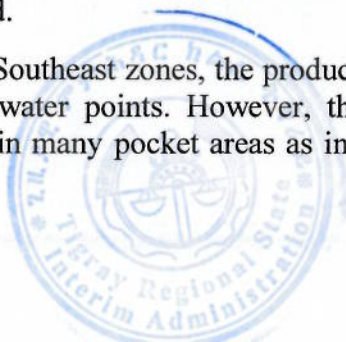 d.
Southeast zones, the produc
water points. However, th
in many pocket areas as in
Tigray Regional State
Interim Administration